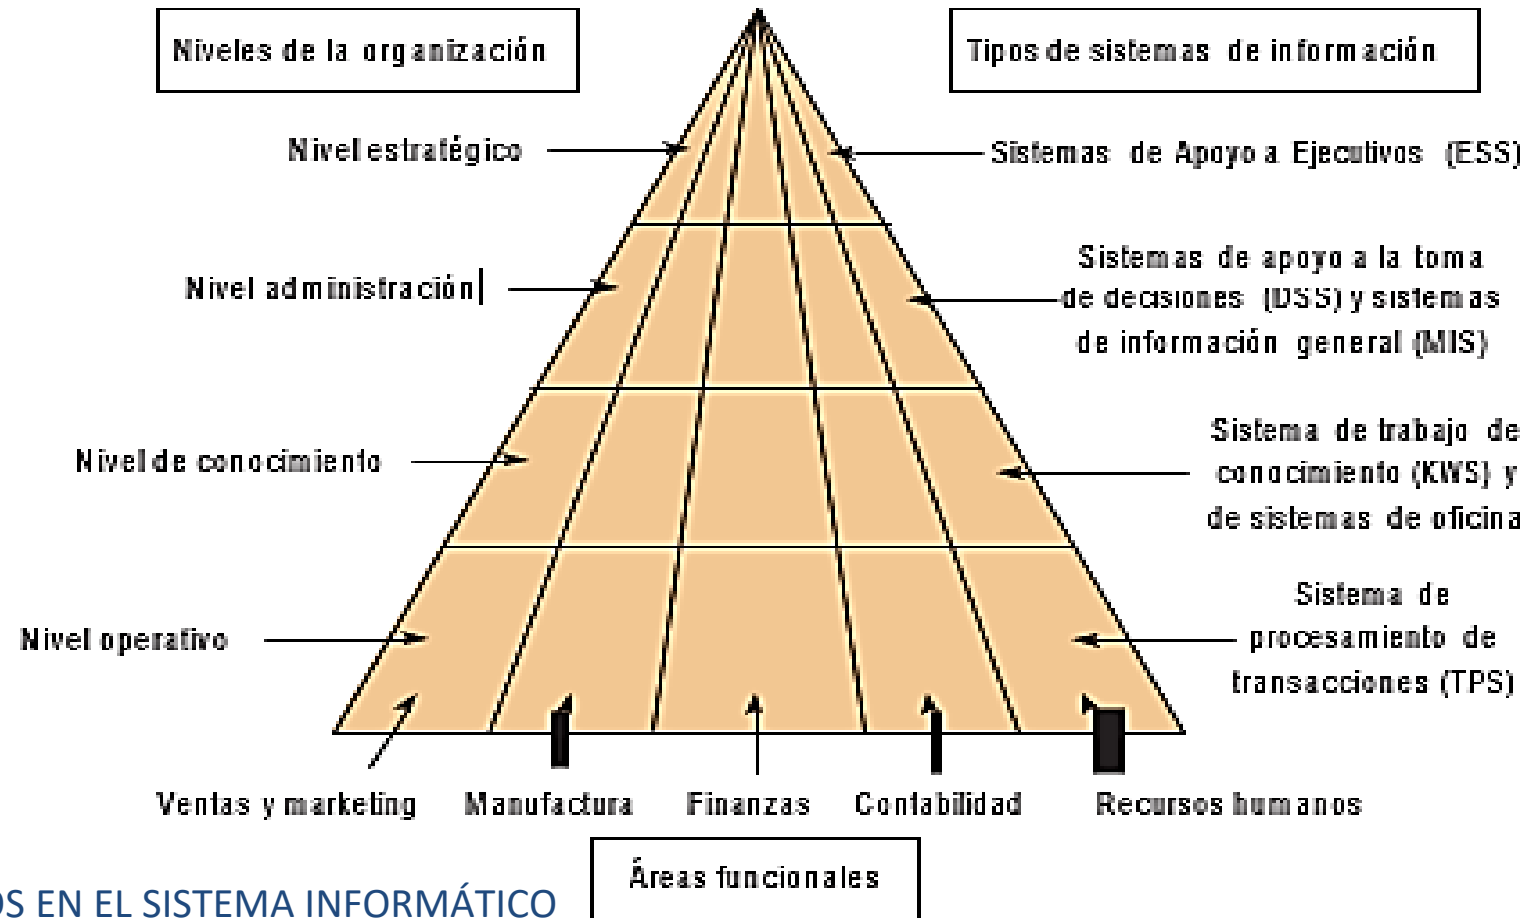 Niveles de la organización
Tipos de sistemas de información
Nivel estratégico
Sistemas de Apoyo a Ejecutivos (ESS)
Nivel administración
Sistemas de apoyo a la toma
de decisiones (DSS) y sistemas
de información general (MIS)
Nivel de conocimiento
Sistema de trabajo de
conocimiento (KWS) y
de sistemas de oficina
Nivel operativo
Sistema de
procesamiento de
transacciones (TPS)
Ventas y marketing
Manufactura
Finanzas
Contabilidad
Recursos humanos
Áreas funcionales
EN EL SISTEMA INFORMÁTICO